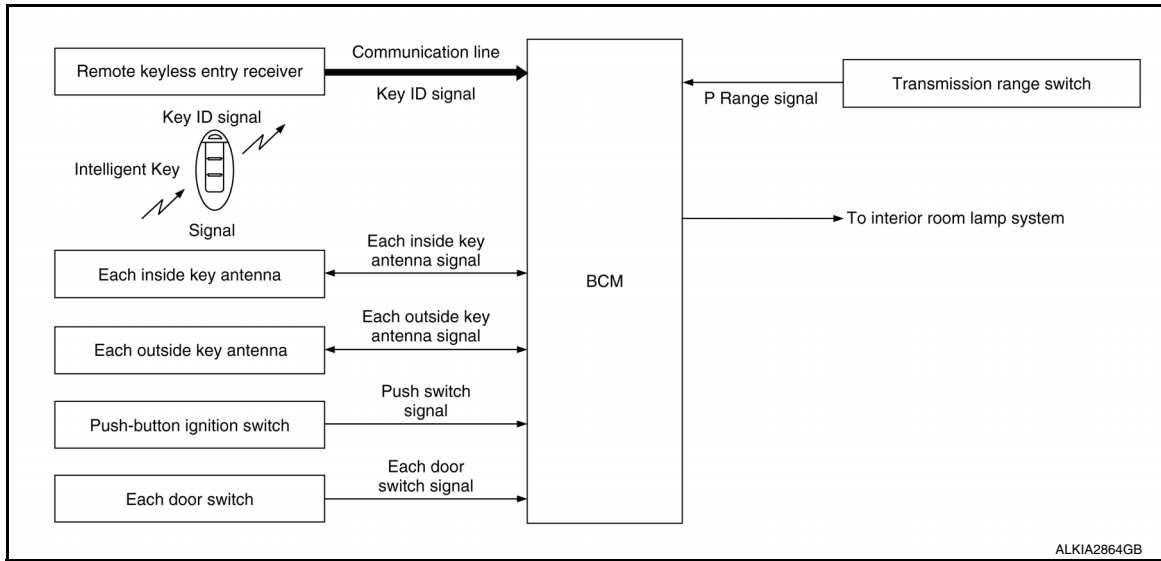 Remote keyless entry receiver
Communication line
Key ID signal
Key ID signal
Intelligent Key
Signal
Each inside key antenna
Each inside key
antenna signal
Each outside key antenna
Each outside key
antenna signal
Push-button ignition switch
Push switch
signal
Each door switch
Each door
switch signal
BCM
P Range signal
Transmission range switch
To interior room lamp system
ALKIA2864GB